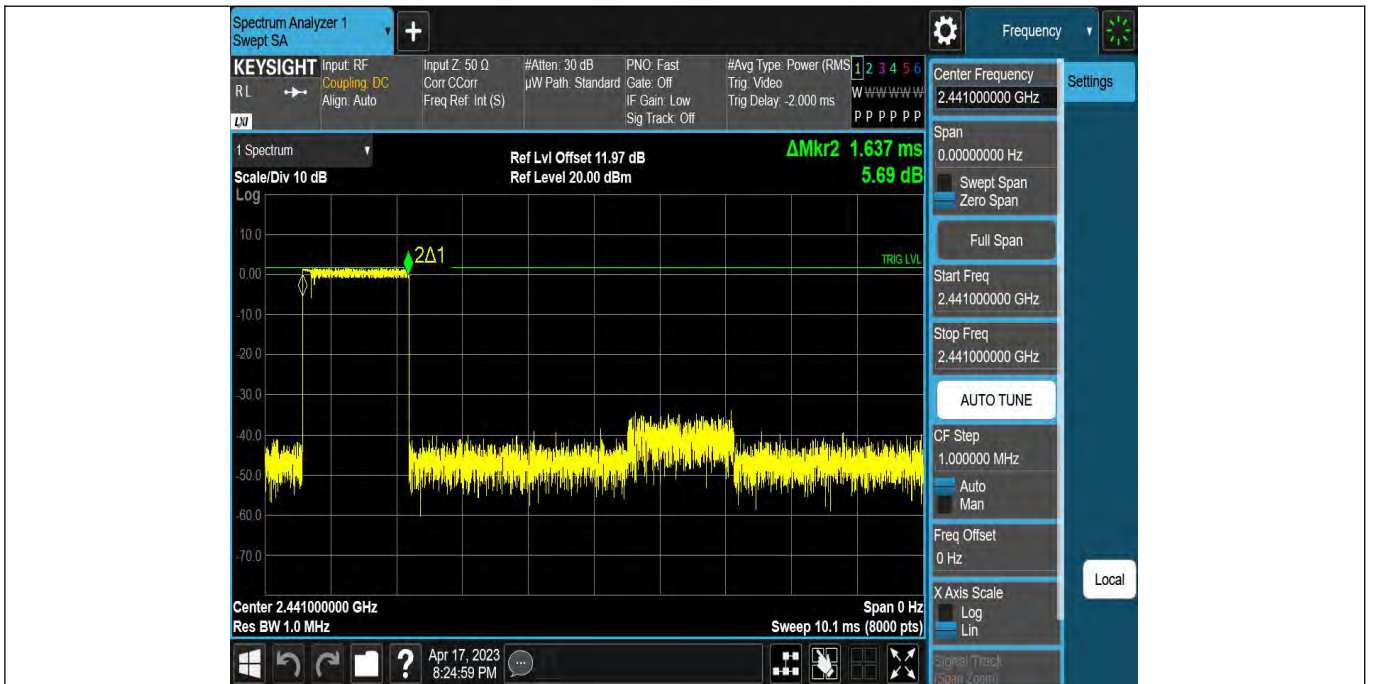 Spectrum Analyzer 1
Swept SA
+
Frequency
KEYSIGHT
RL
LXI
Input: RF
Coupling: DC
Align: Auto
Input Z: 50 Ω
Corr CCorr
Freq Ref: Int (S)
#Atten: 30 dB
µW Path: Standard
PNO: Fast
Gate: Off
IF Gain: Low
Sig Track: Off
#Avg Type: Power (RMS
Trig: Video
Trig Delay: -2.000 ms
1 2 3 4 5 6
W W W W W W
P P P P P P
1 Spectrum
Scale/Div 10 dB
Log
Ref Lvl Offset 11.97 dB
Ref Level 20.00 dBm
ΔMkr2 1.637 ms
5.69 dB
10.0
0.00
-10.0
-20.0
-30.0
-40.0
-50.0
-60.0
-70.0
2Δ1
TRIG LVL
Center 2.441000000 GHz
Res BW 1.0 MHz
Span 0 Hz
Sweep 10.1 ms (8000 pts)
Center Frequency
2.441000000 GHz
Settings
Span
0.00000000 Hz
Swept Span
Zero Span
Full Span
Start Freq
2.441000000 GHz
Stop Freq
2.441000000 GHz
AUTO TUNE
CF Step
1.000000 MHz
Auto
Man
Freq Offset
0 Hz
X Axis Scale
Log
Lin
Signal Track
(Span Zoom)
Local
?
Apr 17, 2023
8:24:59 PM